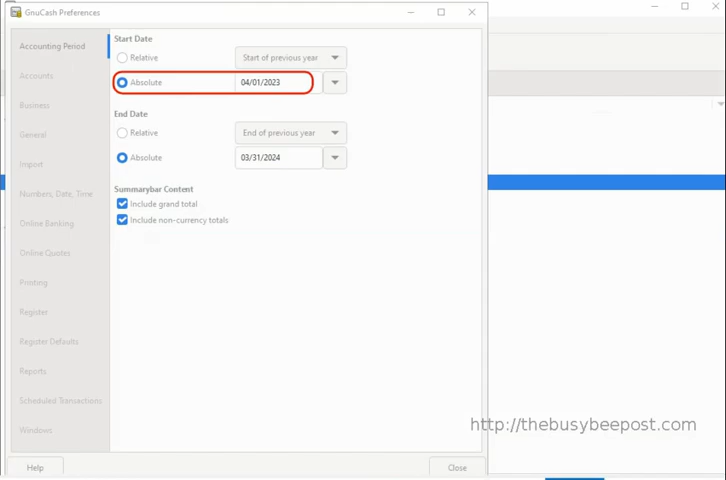 GnuCash Preferences
Accounting Period
Accounts
Business
General
Import
Numbers, Date, Time
Online Banking
Online Quotes
Printing
Register
Register Defaults
Reports
Scheduled Transactions
Windows
Start Date
Relative
Start of previous year
Absolute
04/01/2023
End Date
Relative
End of previous year
Absolute
03/31/2024
Summarybar Content
Include grand total
Include non-currency totals
http://thebusybeepost.com
Help
Close